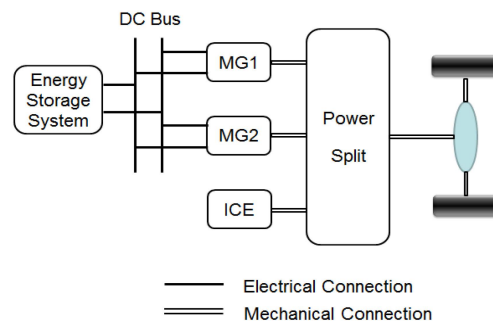 DC Bus
Energy
Storage
System
MG1
MG2
ICE
Power
Split
Electrical Connection
Mechanical Connection